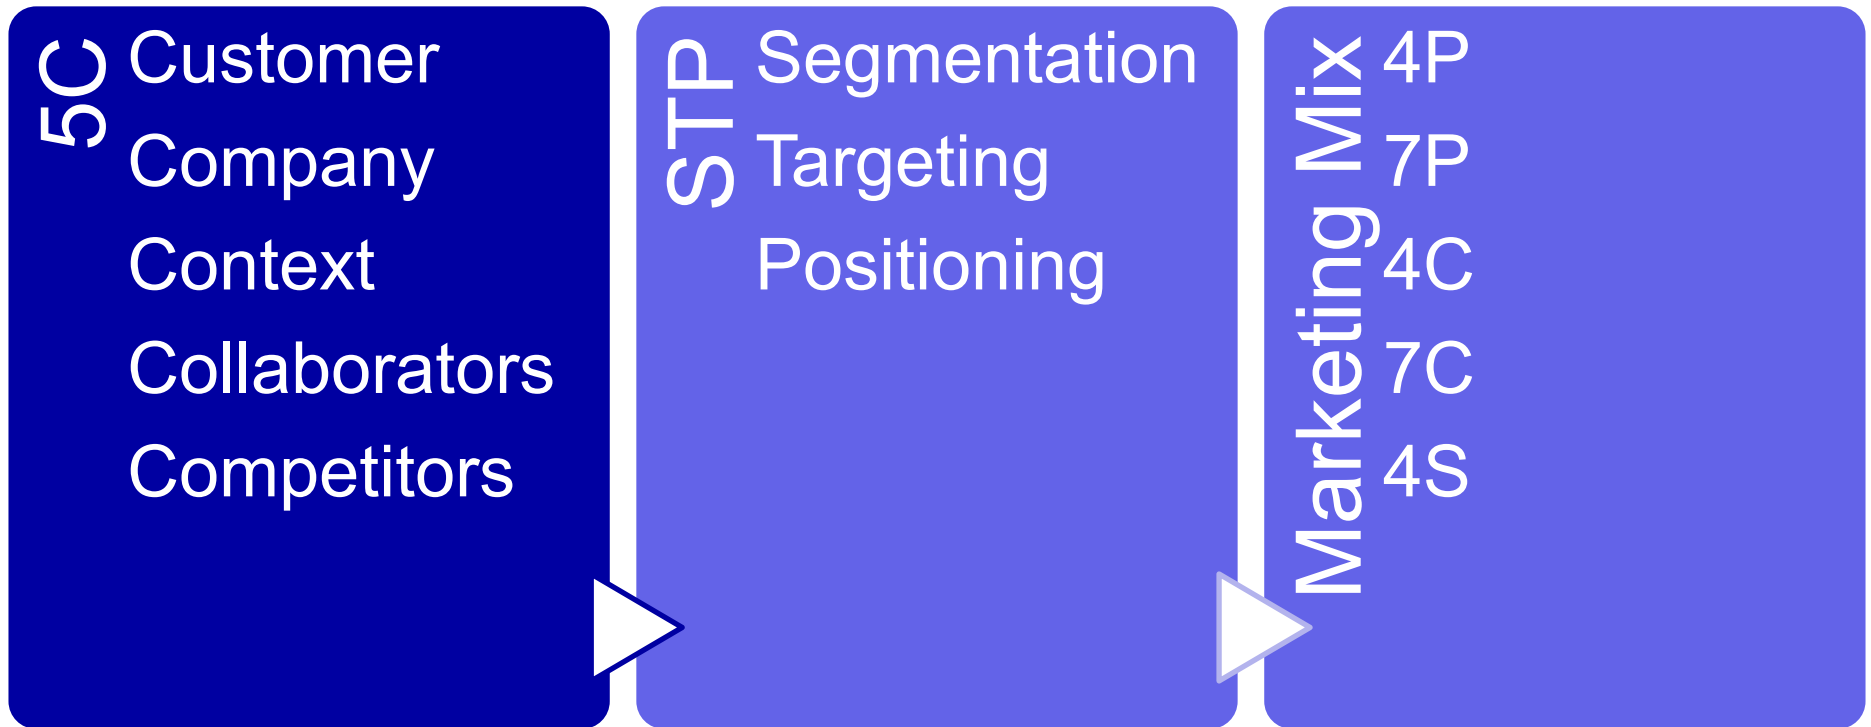 5C
Customer
Company
Context
Collaborators
Competitors
STP
Segmentation
Targeting
Positioning
Marketing Mix
4P
7P
4C
7C
4S